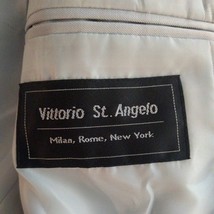 Vittorio St. Angelo
Milan, Rome, New York